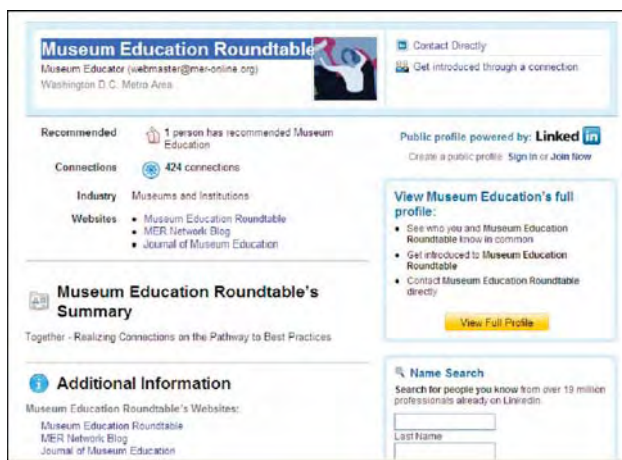 Museum Education Roundtable
Museum Educator (webmaster@mer-online.org)
Washington D.C. Metro Area
Contact Directly
Get introduced through a connection
Recommended
1 person has recommended Museum
Education
Connections
424 connections
Industry
Museums and Institutions
Websites
• Museum Education Roundtable
• MER Network Blog
• Journal of Museum Education
Museum Education Roundtable's
Summary
Together - Realizing Connections on the Pathway to Best Practices
Additional Information
Museum Education Roundtable's Websites:
Museum Education Roundtable
MER Network Blog
Journal of Museum Education
Public profile powered by: Linked in
Create a public profile: Sign In or Join Now
View Museum Education's full
profile:
• See who you and Museum Education
Roundtable know in common
• Get introduced to Museum Education
Roundtable
• Contact Museum Education Roundtable
directly
View Full Profile
Name Search
Search for people you know from over 19 million
professionals already on LinkedIn.
Last Name